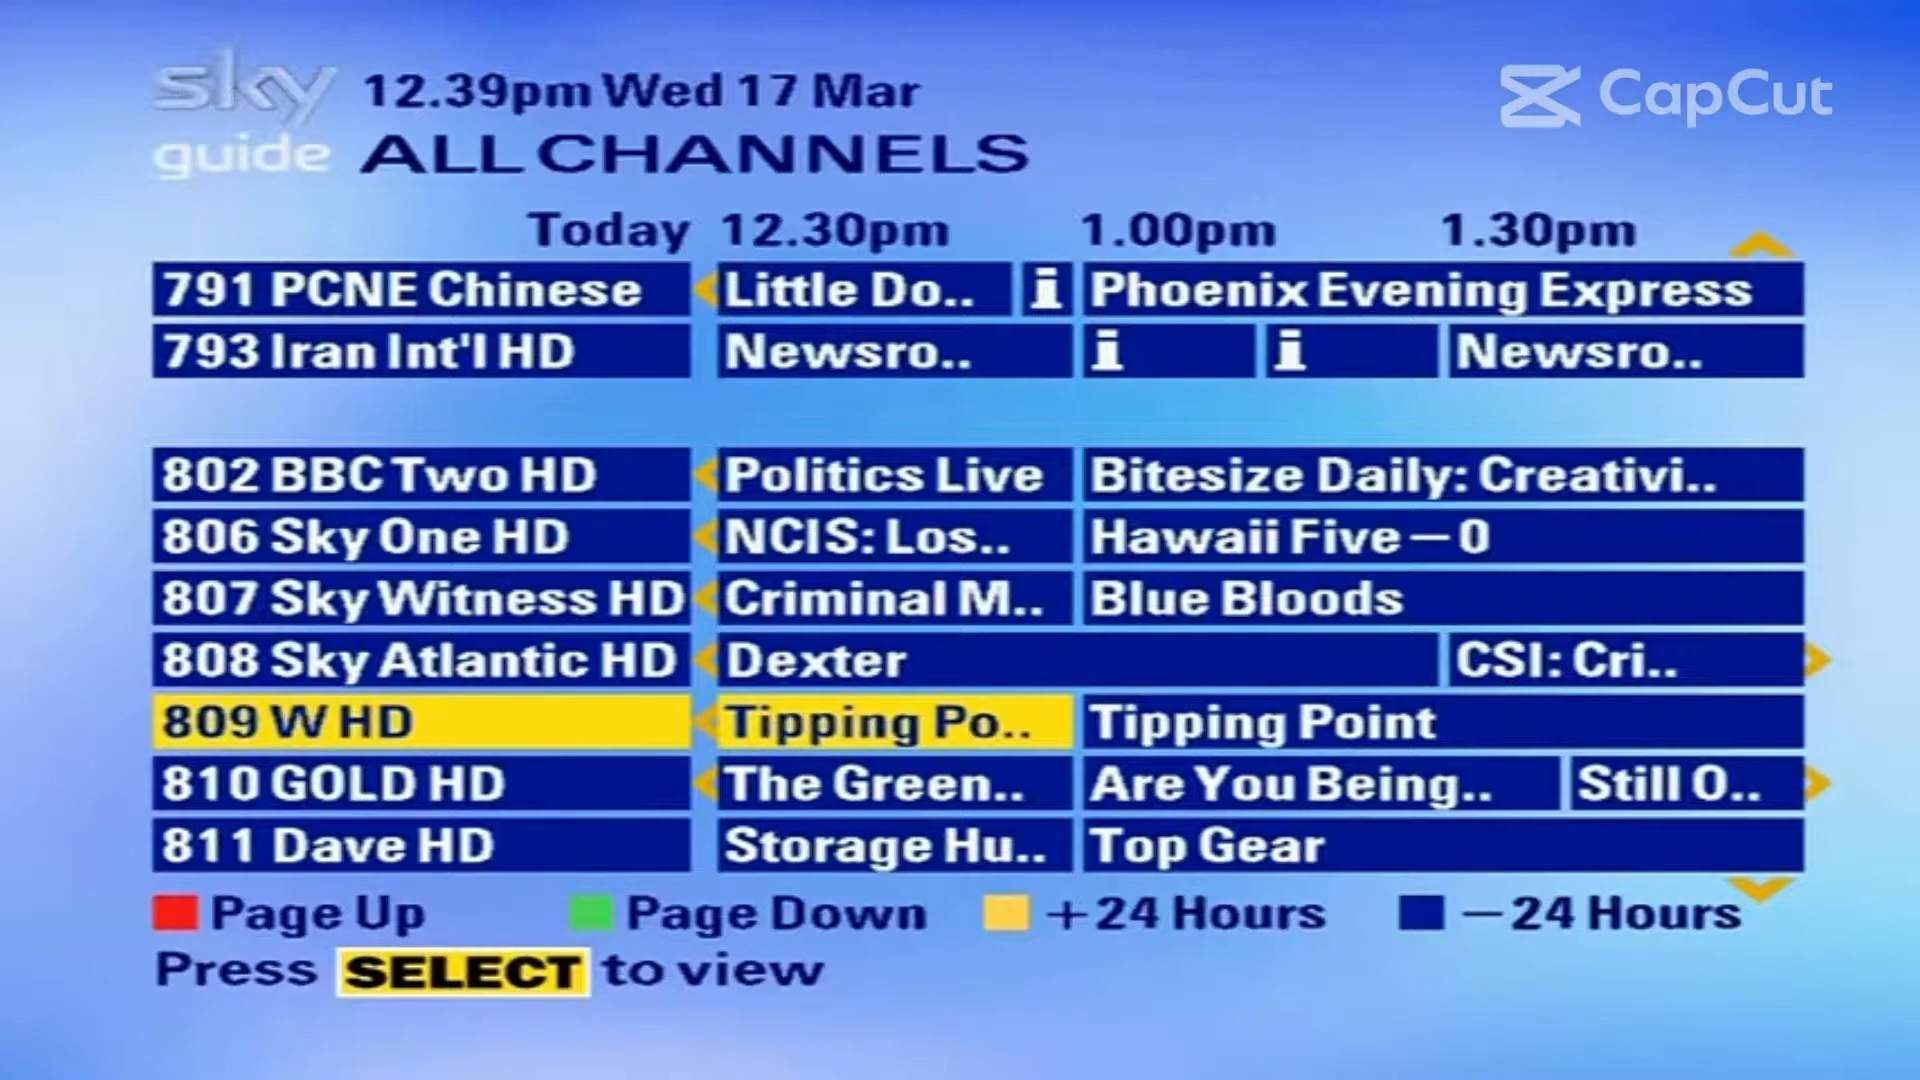 sky guide
12.39pm Wed 17 Mar
CapCut
ALL CHANNELS
Today 12.30pm 1.00pm 1.30pm
791 PCNE Chinese Little Do.. i Phoenix Evening Express
793 Iran Int'l HD Newsro.. i i Newsro..
802 BBC Two HD Politics Live Bitesize Daily: Creativi..
806 Sky One HD NCIS: Los.. Hawaii Five – 0
807 Sky Witness HD Criminal M.. Blue Bloods
808 Sky Atlantic HD Dexter CSI: Cri..
809 W HD Tipping Po.. Tipping Point
810 GOLD HD The Green.. Are You Being.. Still O..
811 Dave HD Storage Hu.. Top Gear
Page Up Page Down +24 Hours –24 Hours
Press SELECT to view